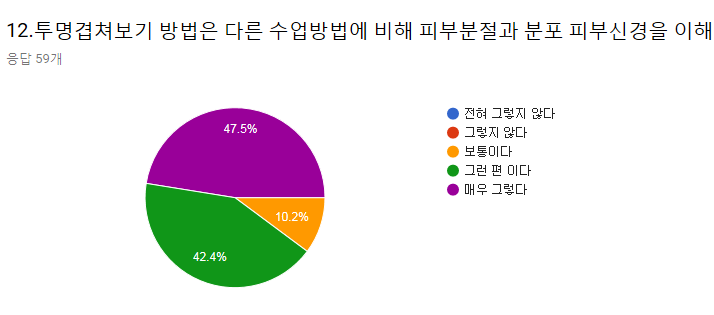 12.투명겹쳐보기 방법은 다른 수업방법에 비해 피부분절과 분포 피부신경을 이해
응답 59개
47.5%
10.2%
42.4%
전혀 그렇지 않다
그렇지 않다
보통이다
그런 편 이다
매우 그렇다